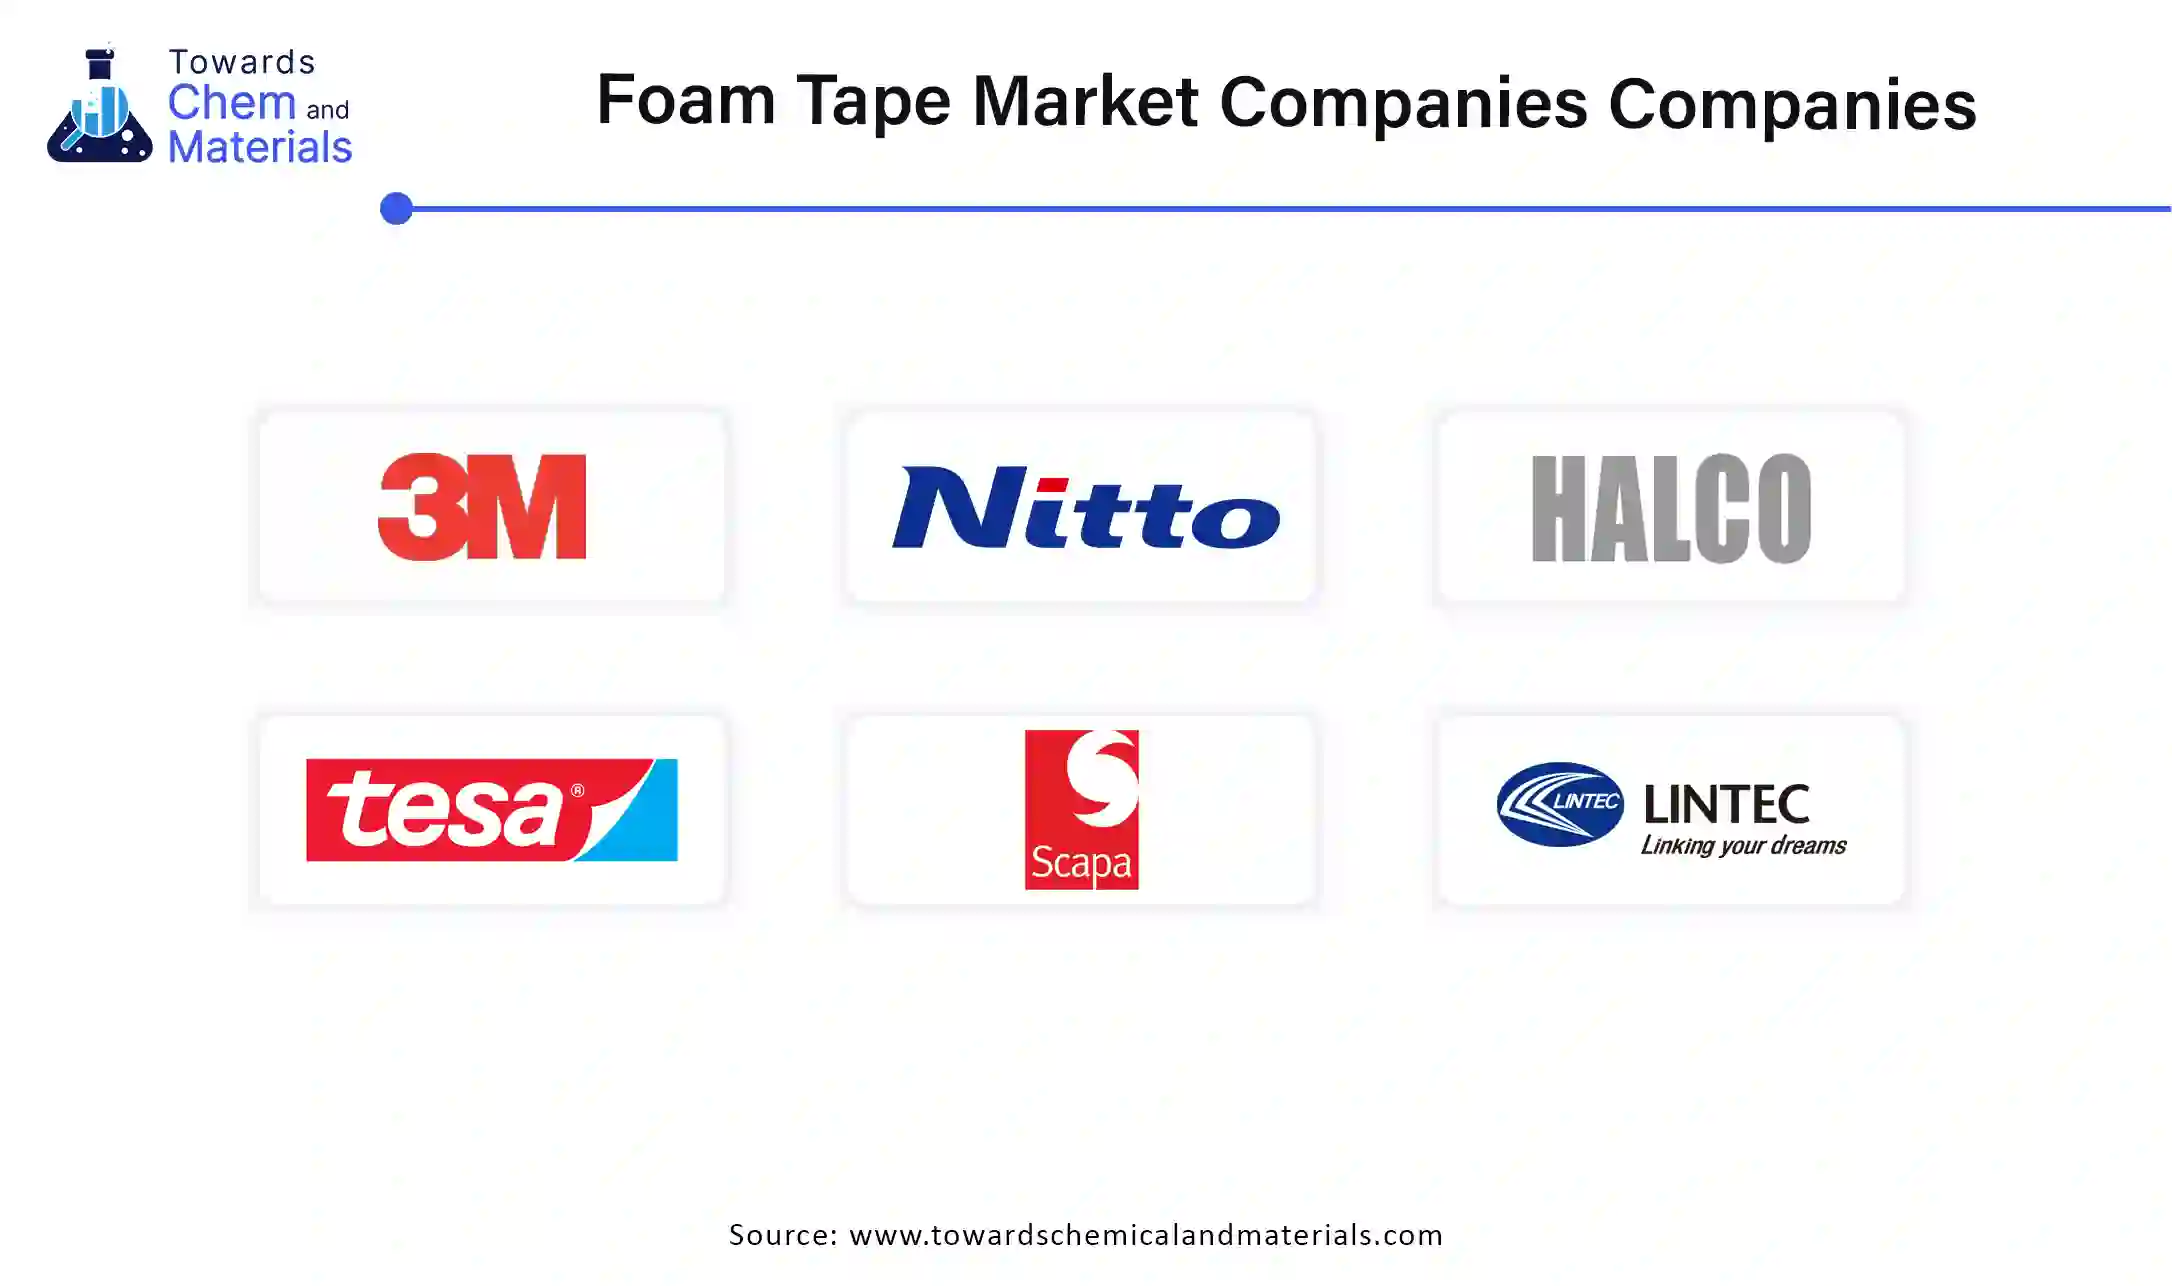 Towards
Chem and
Materials
Foam Tape Market Companies Companies
3M
Nitto
HALCO
tesa®
Scapa
LINTEC
LINTEC
Linking your dreams
Source: www.towardschemicalandmaterials.com